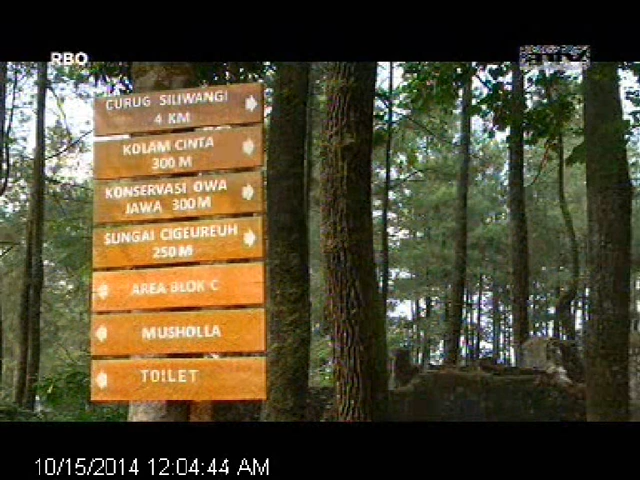 RBO
CURUG SILIWANGI
4 KM
KOLAM CINTA
300 M
KONSERVASI OWA
JAWA 300 M
SUNGAI CIGEUREUH
250 M
AREA BLOK C
MUSHOLLA
TOILET
10/15/2014 12:04:44 AM